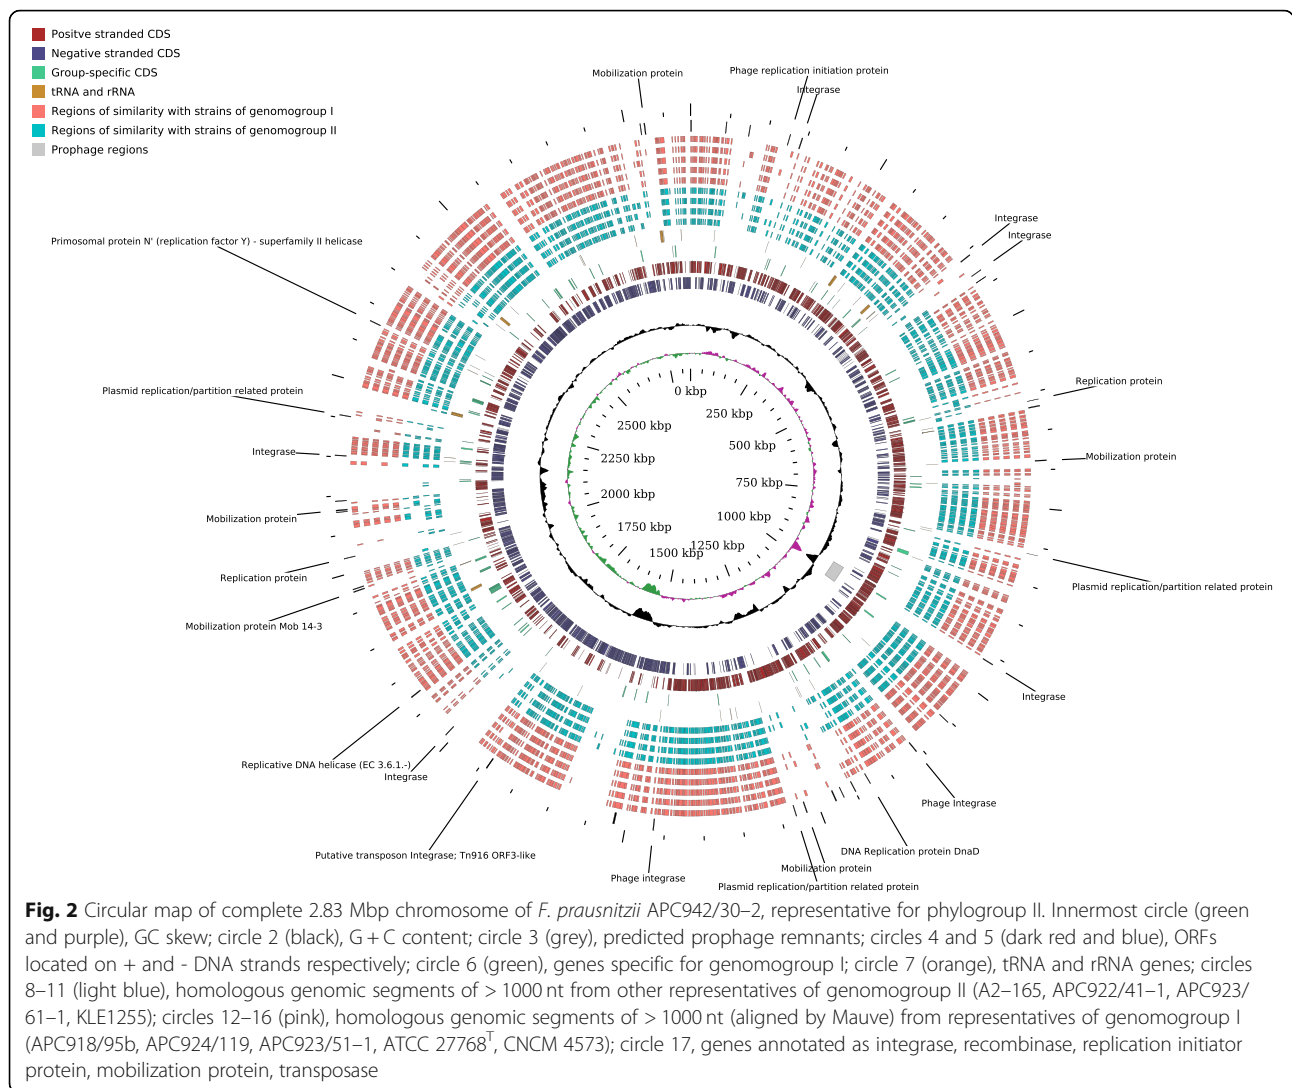 Positve stranded CDS
Negative stranded CDS
Group-specific CDS
tRNA and rRNA
Regions of similarity with strains of genomogroup I
Regions of similarity with strains of genomogroup II
Prophage regions
Mobilization protein
Phage replication initiation protein
Integrase
Integrase
Integrase
Primosomal protein N' (replication factor Y) - superfamily II helicase
Replication protein
Plasmid replication/partition related protein
Integrase
Mobilization protein
Mobilization protein
Replication protein
Plasmid replication/partition related protein
Mobilization protein Mob 14-3
Integrase
Replicative DNA helicase (EC 3.6.1.-)
Integrase
Phage Integrase
Putative transposon Integrase; Tn916 ORF3-like
DNA Replication protein DnaD
Mobilization protein
Phage integrase
Plasmid replication/partition related protein
0 kbp
250 kbp
500 kbp
750 kbp
1000 kbp
1250 kbp
1500 kbp
1750 kbp
2000 kbp
2250 kbp
2500 kbp
Fig. 2 Circular map of complete 2.83 Mbp chromosome of F. prausnitzii APC942/30–2, representative for phylogroup II. Innermost circle (green
and purple), GC skew; circle 2 (black), G + C content; circle 3 (grey), predicted prophage remnants; circles 4 and 5 (dark red and blue), ORFs
located on + and - DNA strands respectively; circle 6 (green), genes specific for genomogroup I; circle 7 (orange), tRNA and rRNA genes; circles
8–11 (light blue), homologous genomic segments of > 1000 nt from other representatives of genomogroup II (A2–165, APC922/41–1, APC923/
61–1, KLE1255); circles 12–16 (pink), homologous genomic segments of > 1000 nt (aligned by Mauve) from representatives of genomogroup I
(APC918/95b, APC924/119, APC923/51–1, ATCC 27768T, CNCM 4573); circle 17, genes annotated as integrase, recombinase, replication initiator
protein, mobilization protein, transposase